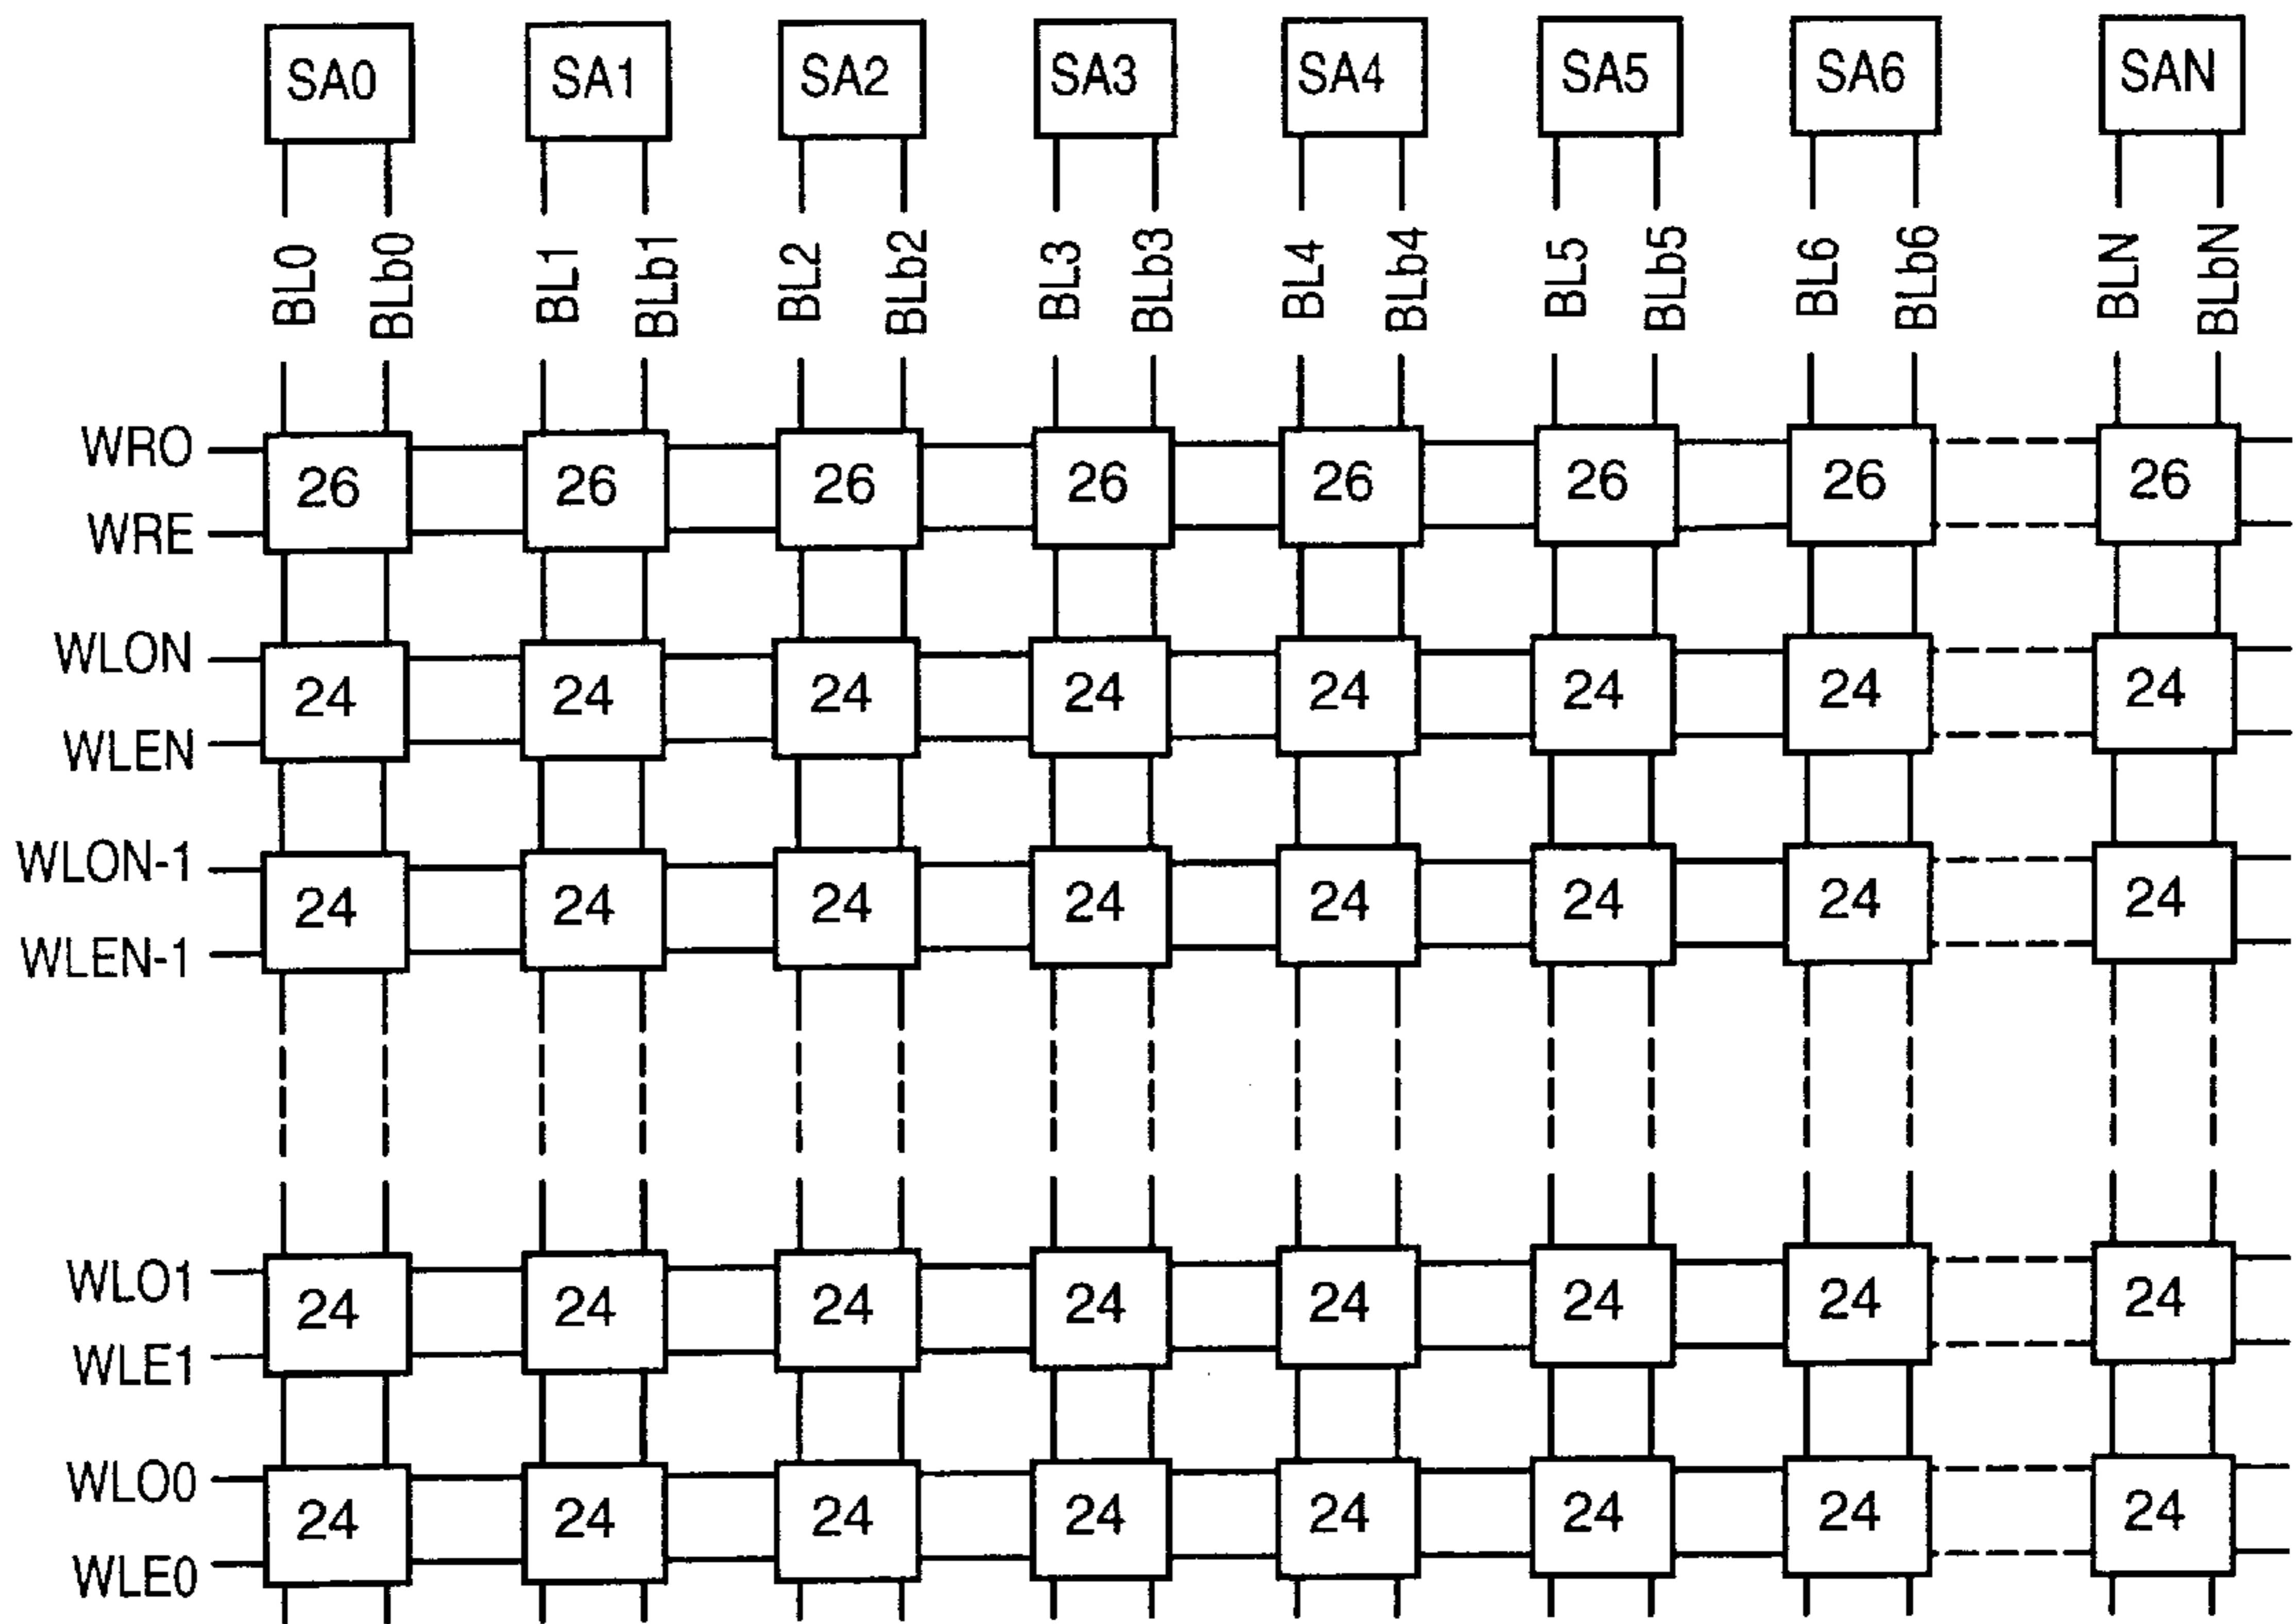 SA0 SA1 SA2 SA3 SA4 SA5 SA6 SAN
BL0 BLb0 BL1 BLb1 BL2 BLb2 BL3 BLb3 BL4 BLb4 BL5 BLb5 BL6 BLb6 BLN BLbN
WRO
26 26 26 26 26 26 26 26
WRE
WLON
24 24 24 24 24 24 24 24
WLEN
WLON-1
24 24 24 24 24 24 24 24
WLEN-1
WLO1
24 24 24 24 24 24 24 24
WLE1
WLO0
24 24 24 24 24 24 24 24
WLE0